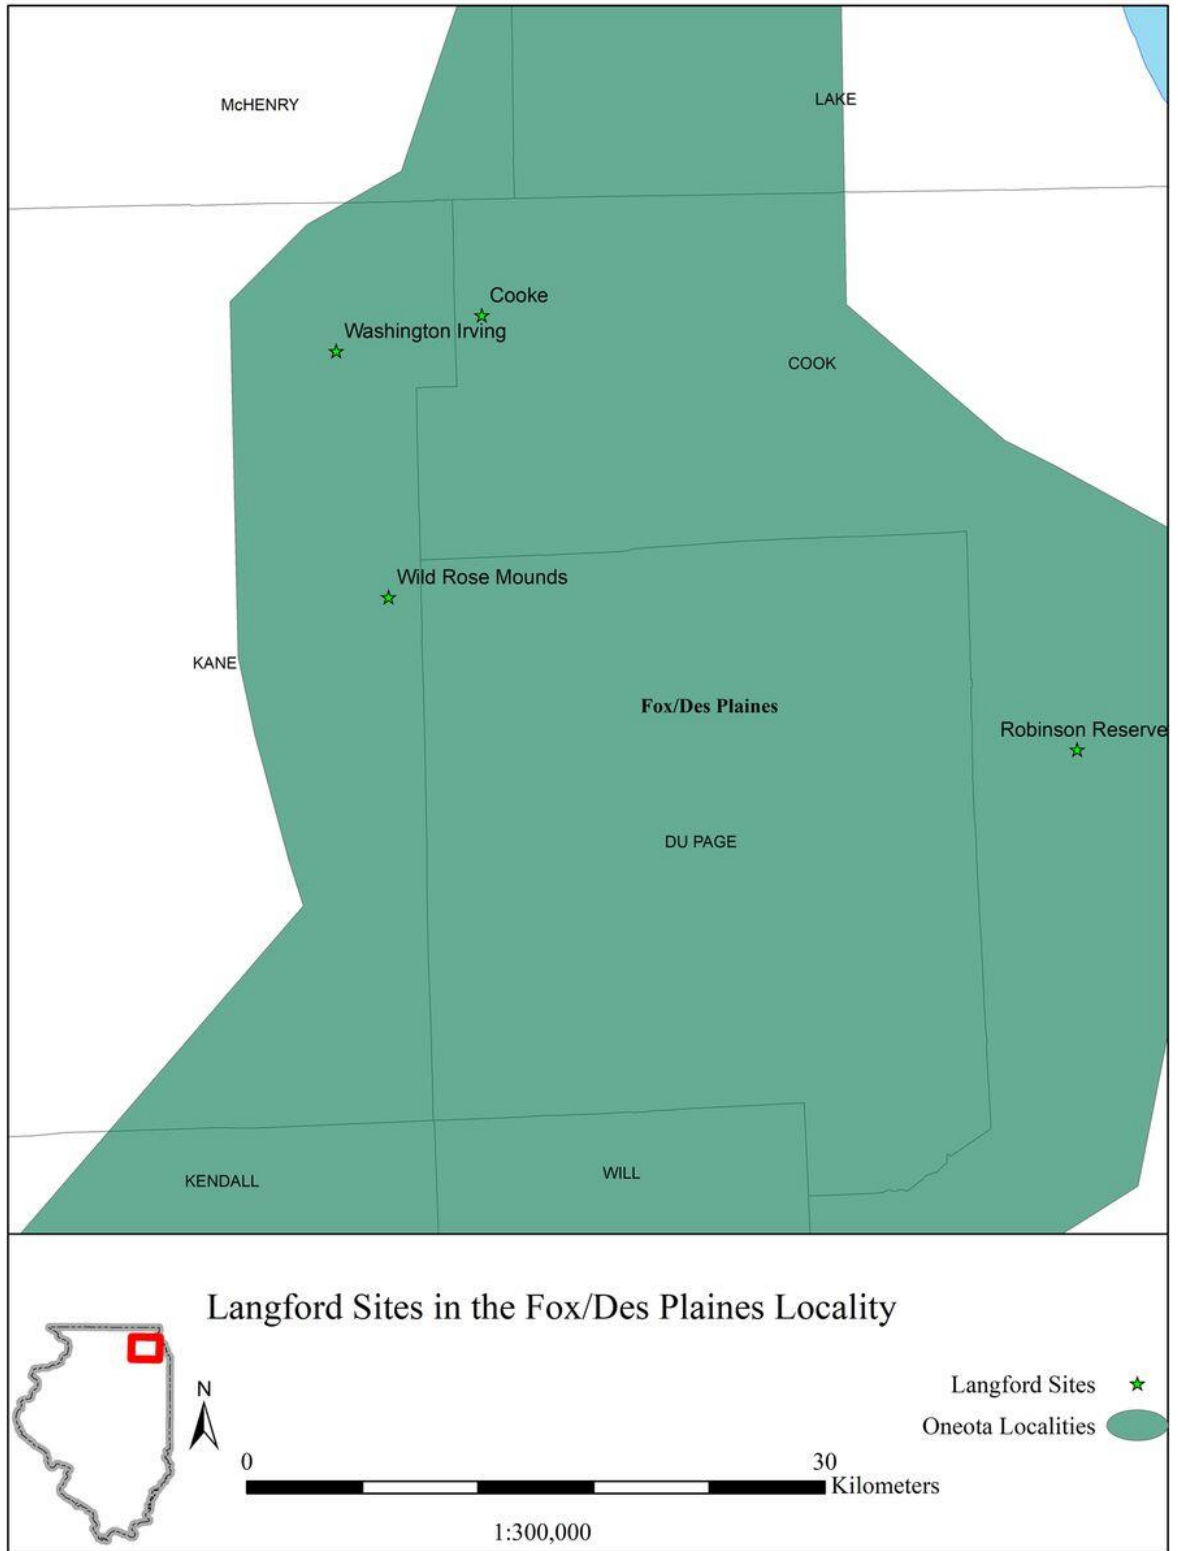 McHENRY
LAKE
Cooke
Washington Irving
COOK
Wild Rose Mounds
KANE
Fox/Des Plaines
Robinson Reserve
DU PAGE
KENDALL
WILL
Langford Sites in the Fox/Des Plaines Locality
N
Langford Sites
Oneota Localities
0
30
Kilometers
1:300,000